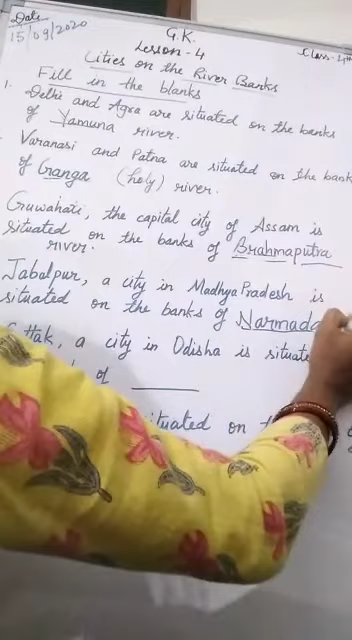 Date
15/09/2020
G.K.
Lesson-4
Class-4th
Cities on the River Banks
Fill in the blanks
1. Delhi and Agra are situated on the banks
of Yamuna river.
Varanasi and Patna are situated on the bank
of Ganga (holy) river.
Guwahati, the capital city of Assam is
situated on the banks of Brahmaputra
river.
Jabalpur, a city in Madhya Pradesh is
situated on the banks of Narmada
a city in Odisha is situate
of
situated on